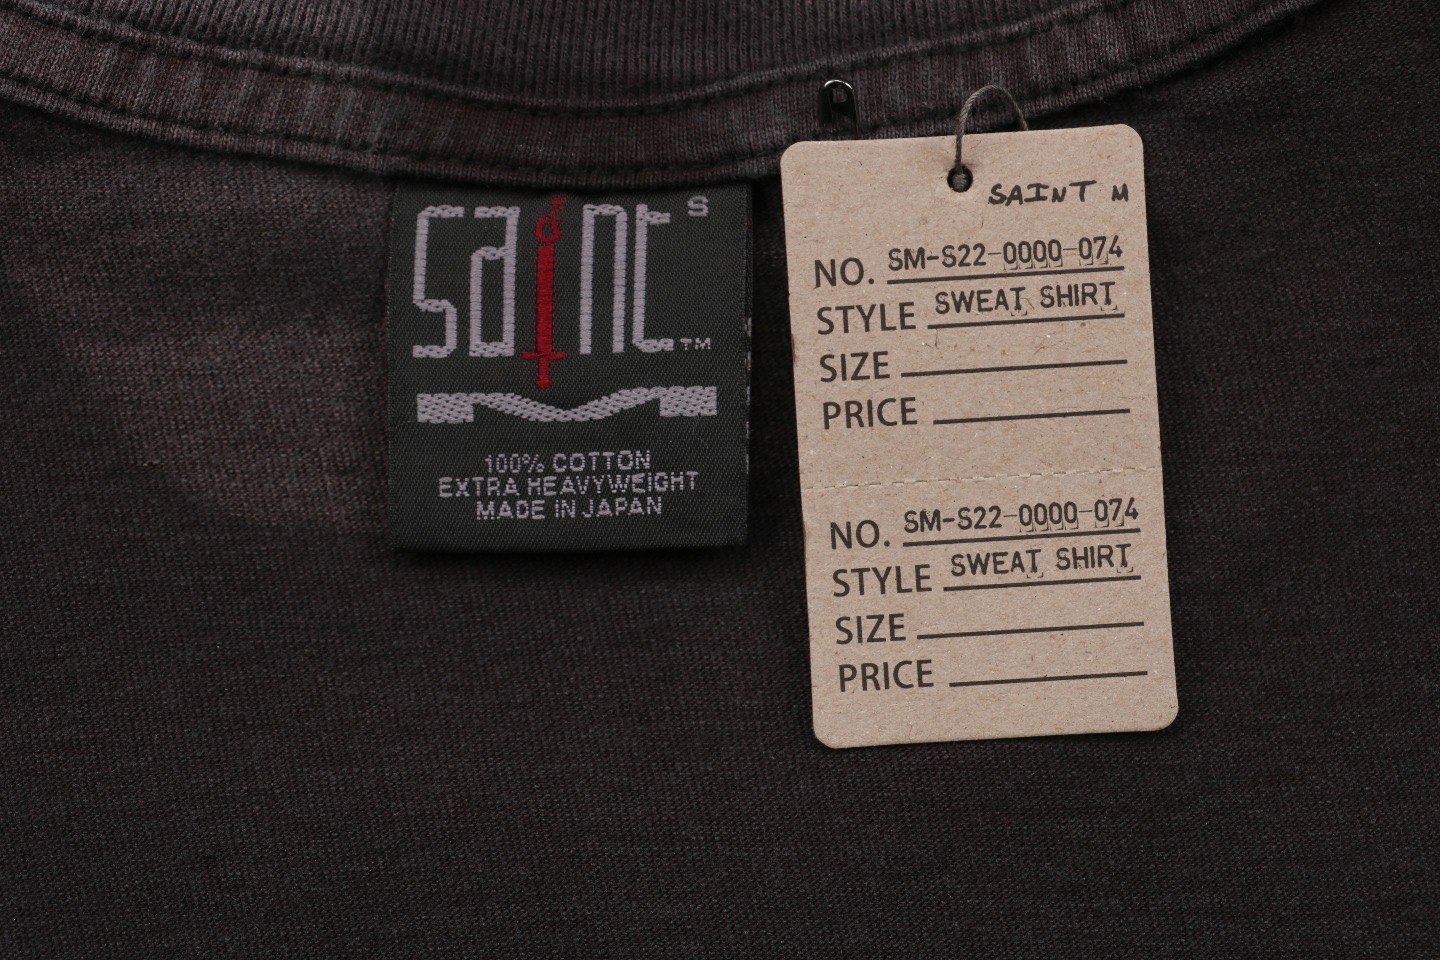 saint S
TM
100% COTTON
EXTRA HEAVYWEIGHT
MADE IN JAPAN
SAINT M
NO. SM-S22-0000-074
STYLE SWEAT SHIRT
SIZE
PRICE
NO. SM-S22-0000-074
STYLE SWEAT SHIRT
SIZE
PRICE